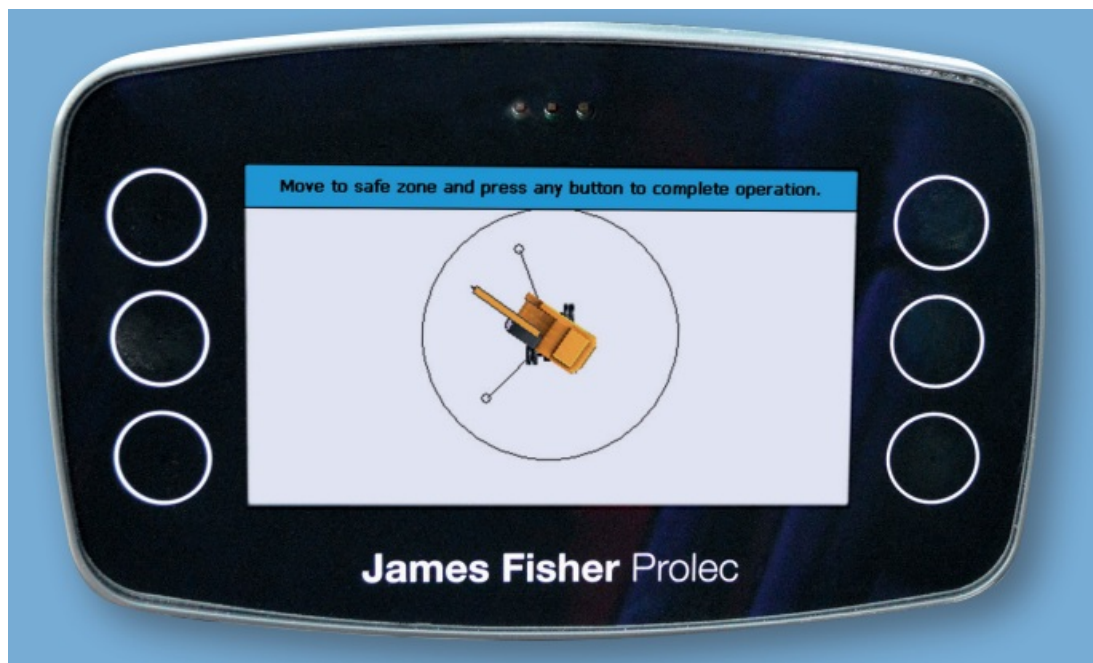 Move to safe zone and press any button to complete operation.
James Fisher Prolec